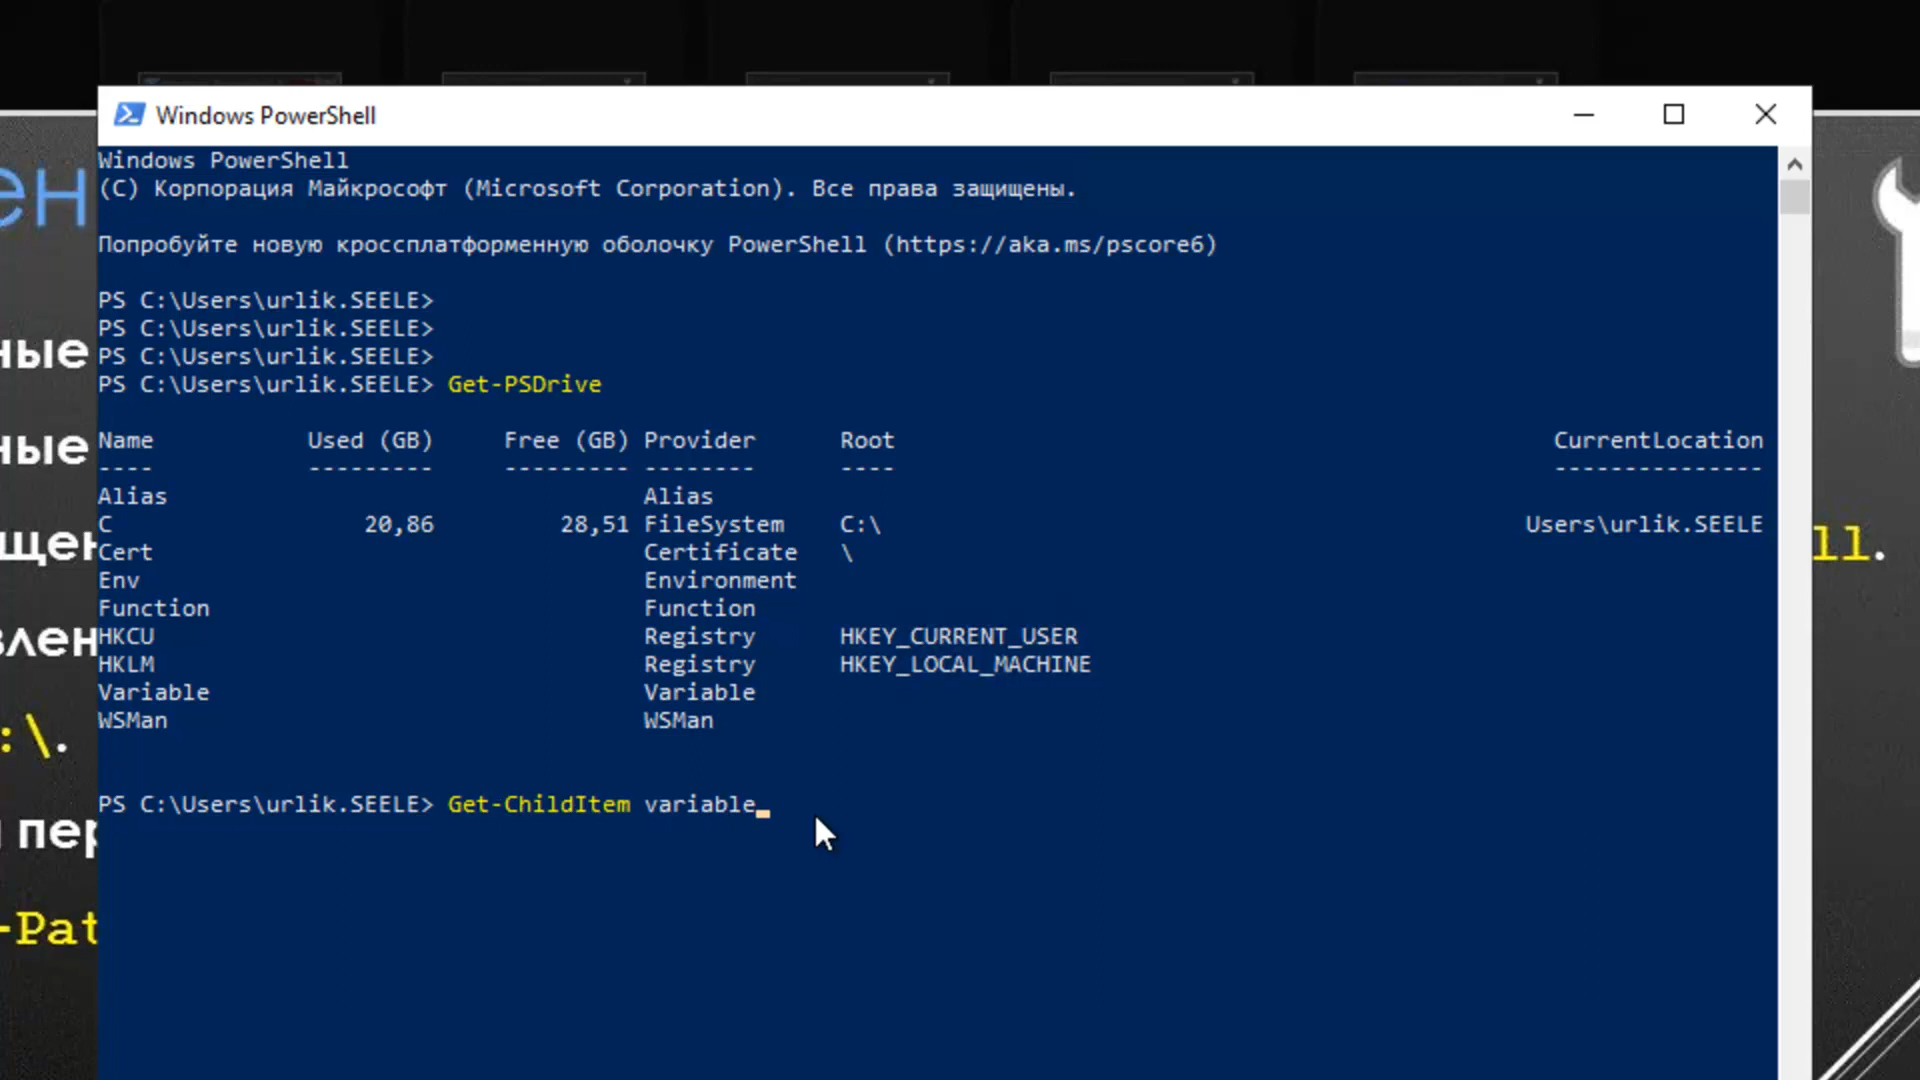 Windows PowerShell
Windows PowerShell
(C) Корпорация Майкрософт (Microsoft Corporation). Все права защищены.
Попробуйте новую кроссплатформенную оболочку PowerShell (https://aka.ms/pscore6)
PS C:\Users\urlik.SEELE>
PS C:\Users\urlik.SEELE>
PS C:\Users\urlik.SEELE>
PS C:\Users\urlik.SEELE> Get-PSDrive
Name Used (GB) Free (GB) Provider Root CurrentLocation
---- --------- --------- -------- ---- ---------------
Alias Alias
C 20,86 28,51 FileSystem C:\ Users\urlik.SEELE
Cert Certificate \
Env Environment
Function Function
HKCU Registry HKEY_CURRENT_USER
HKLM Registry HKEY_LOCAL_MACHINE
Variable Variable
WSMan WSMan
PS C:\Users\urlik.SEELE> Get-ChildItem variable